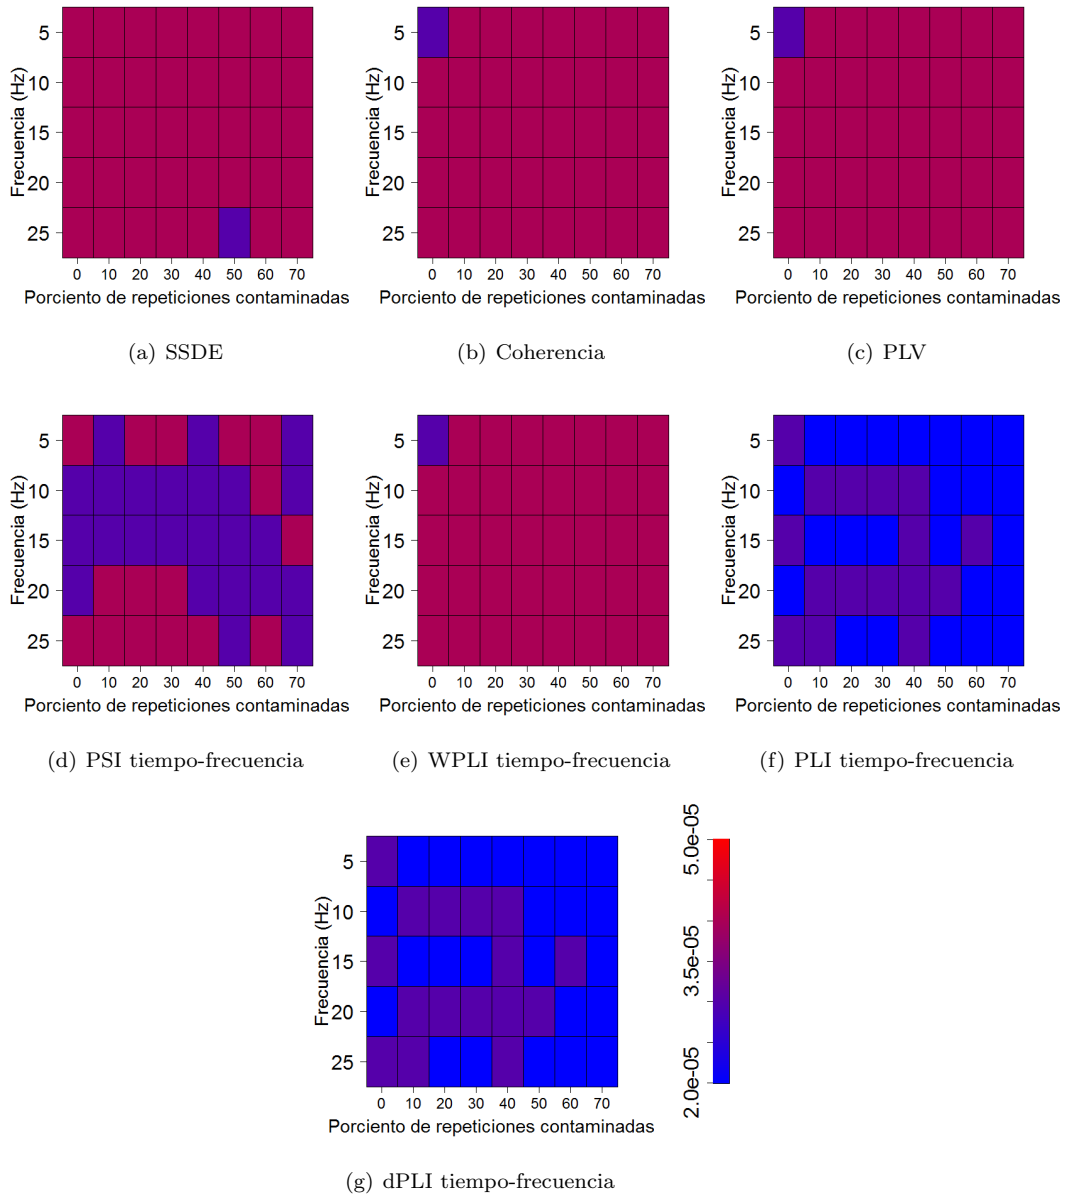 Frecuencia (Hz)
5
10
15
20
25
0 10 20 30 40 50 60 70
Porciento de repeticiones contaminadas
(a) SSDE
Frecuencia (Hz)
5
10
15
20
25
0 10 20 30 40 50 60 70
Porciento de repeticiones contaminadas
(b) Coherencia
Frecuencia (Hz)
5
10
15
20
25
0 10 20 30 40 50 60 70
Porciento de repeticiones contaminadas
(c) PLV
Frecuencia (Hz)
5
10
15
20
25
0 10 20 30 40 50 60 70
Porciento de repeticiones contaminadas
(d) PSI tiempo-frecuencia
Frecuencia (Hz)
5
10
15
20
25
0 10 20 30 40 50 60 70
Porciento de repeticiones contaminadas
(e) WPLI tiempo-frecuencia
Frecuencia (Hz)
5
10
15
20
25
0 10 20 30 40 50 60 70
Porciento de repeticiones contaminadas
(f) PLI tiempo-frecuencia
Frecuencia (Hz)
5
10
15
20
25
0 10 20 30 40 50 60 70
Porciento de repeticiones contaminadas
5.0e-05
3.5e-05
2.0e-05
(g) dPLI tiempo-frecuencia